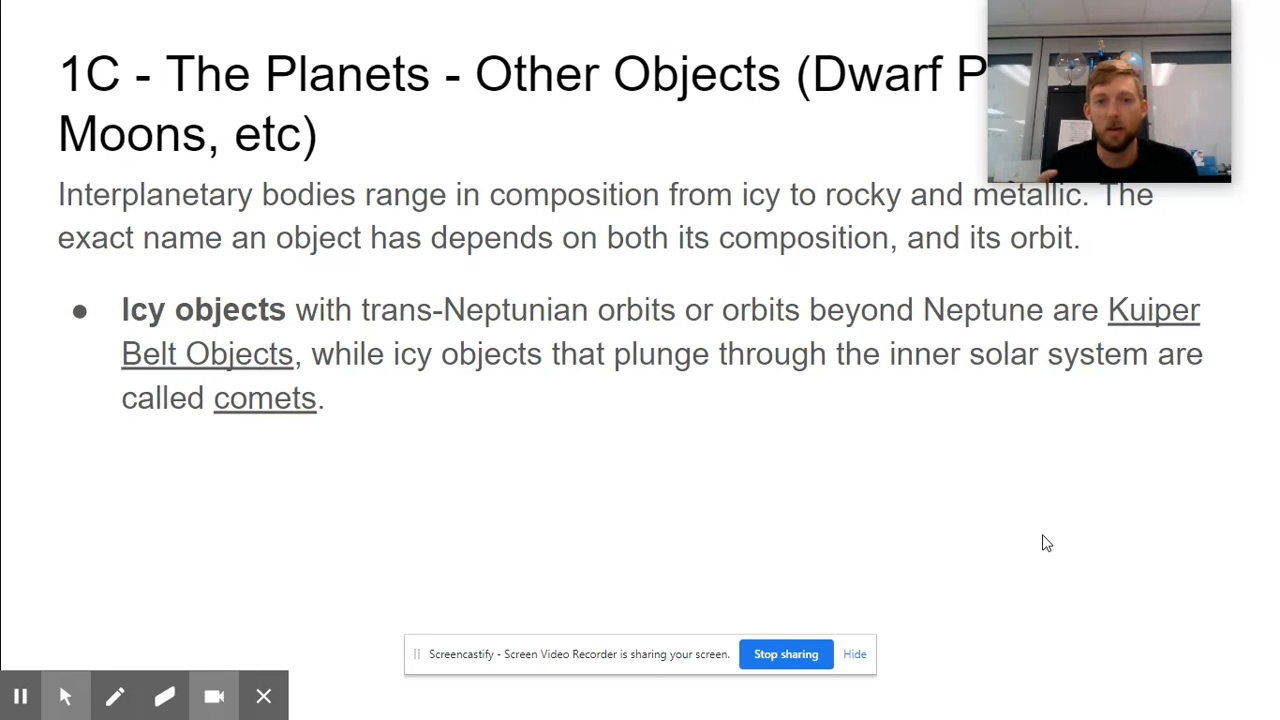 1C - The Planets - Other Objects (Dwarf P
Moons, etc)
Interplanetary bodies range in composition from icy to rocky and metallic. The
exact name an object has depends on both its composition, and its orbit.
● Icy objects with trans-Neptunian orbits or orbits beyond Neptune are Kuiper
Belt Objects, while icy objects that plunge through the inner solar system are
called comets.
Screencastify - Screen Video Recorder is sharing your screen. Stop sharing Hide